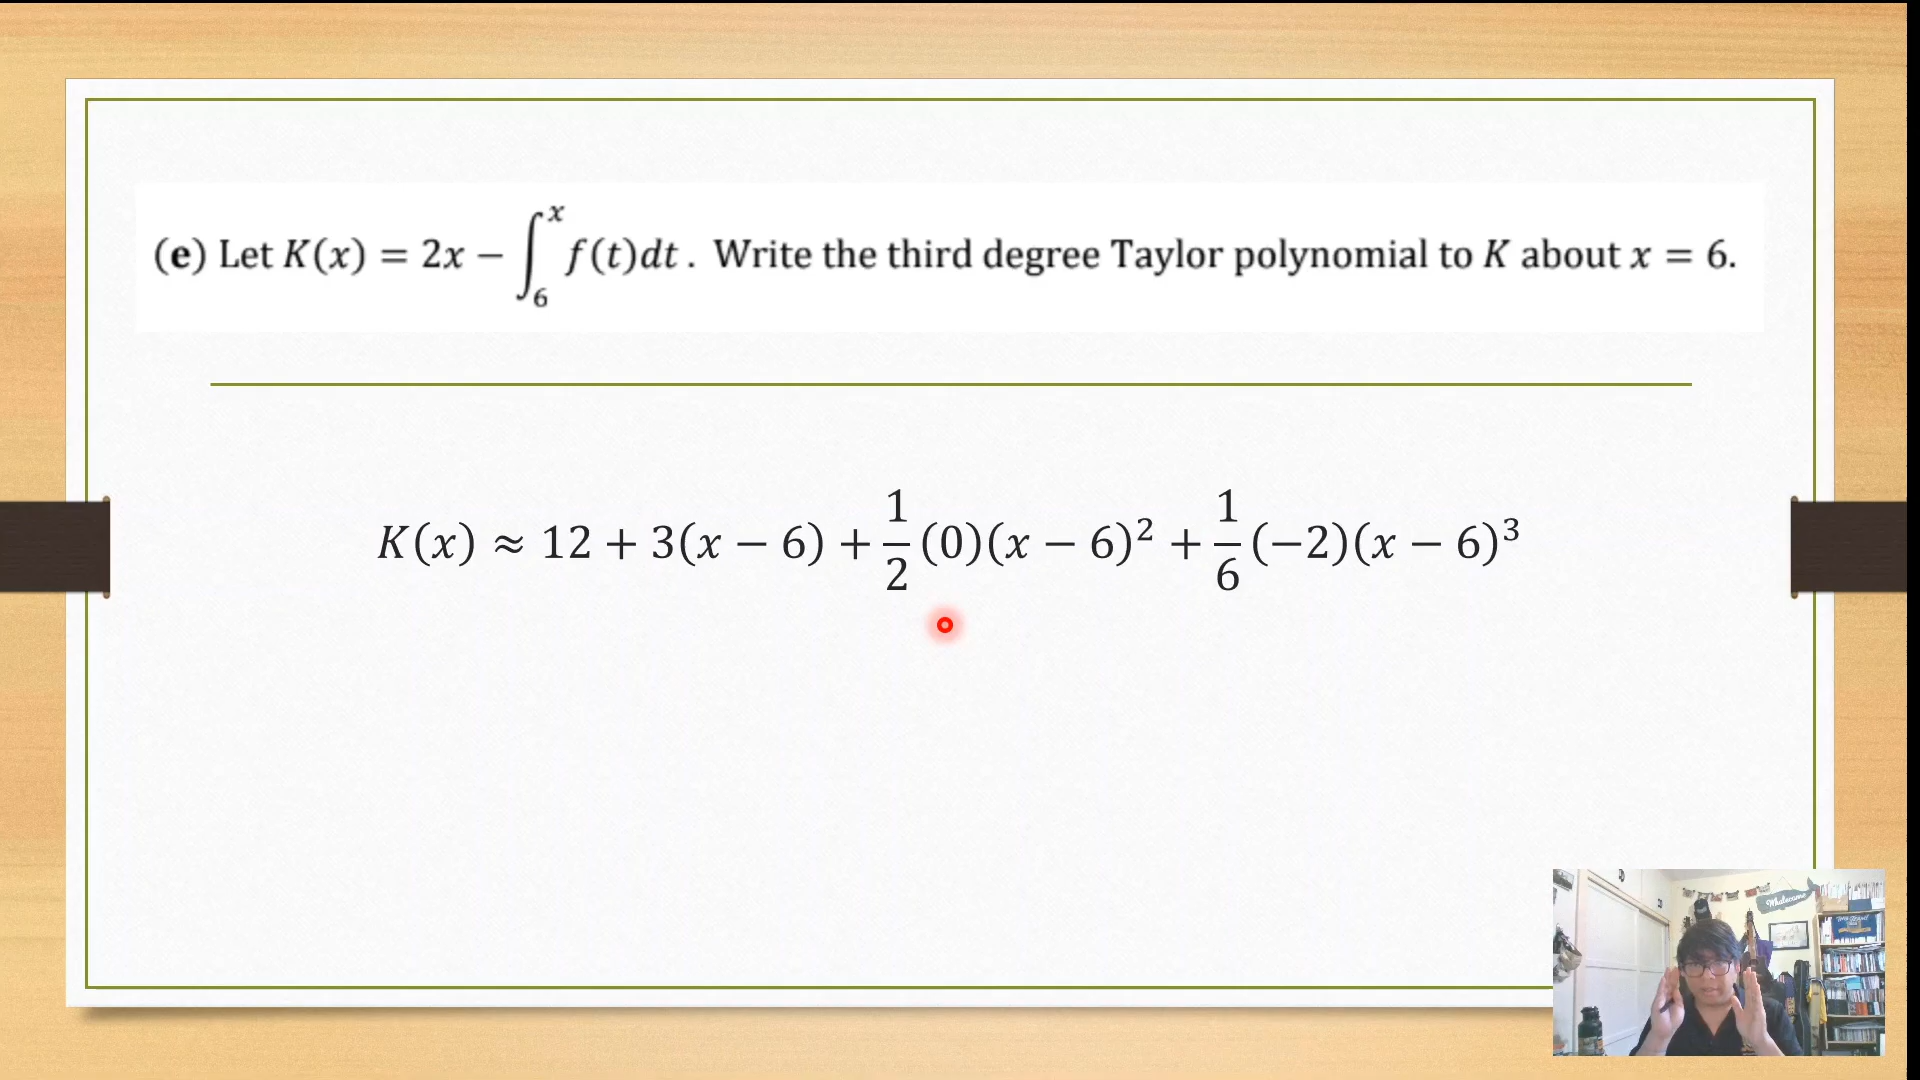 (e) Let K(x) = 2x − ∫₆ˣ f(t)dt . Write the third degree Taylor polynomial to K about x = 6.
K(x) ≈ 12 + 3(x − 6) + 1/2 (0)(x − 6)² + 1/6 (−2)(x − 6)³
Whalecome